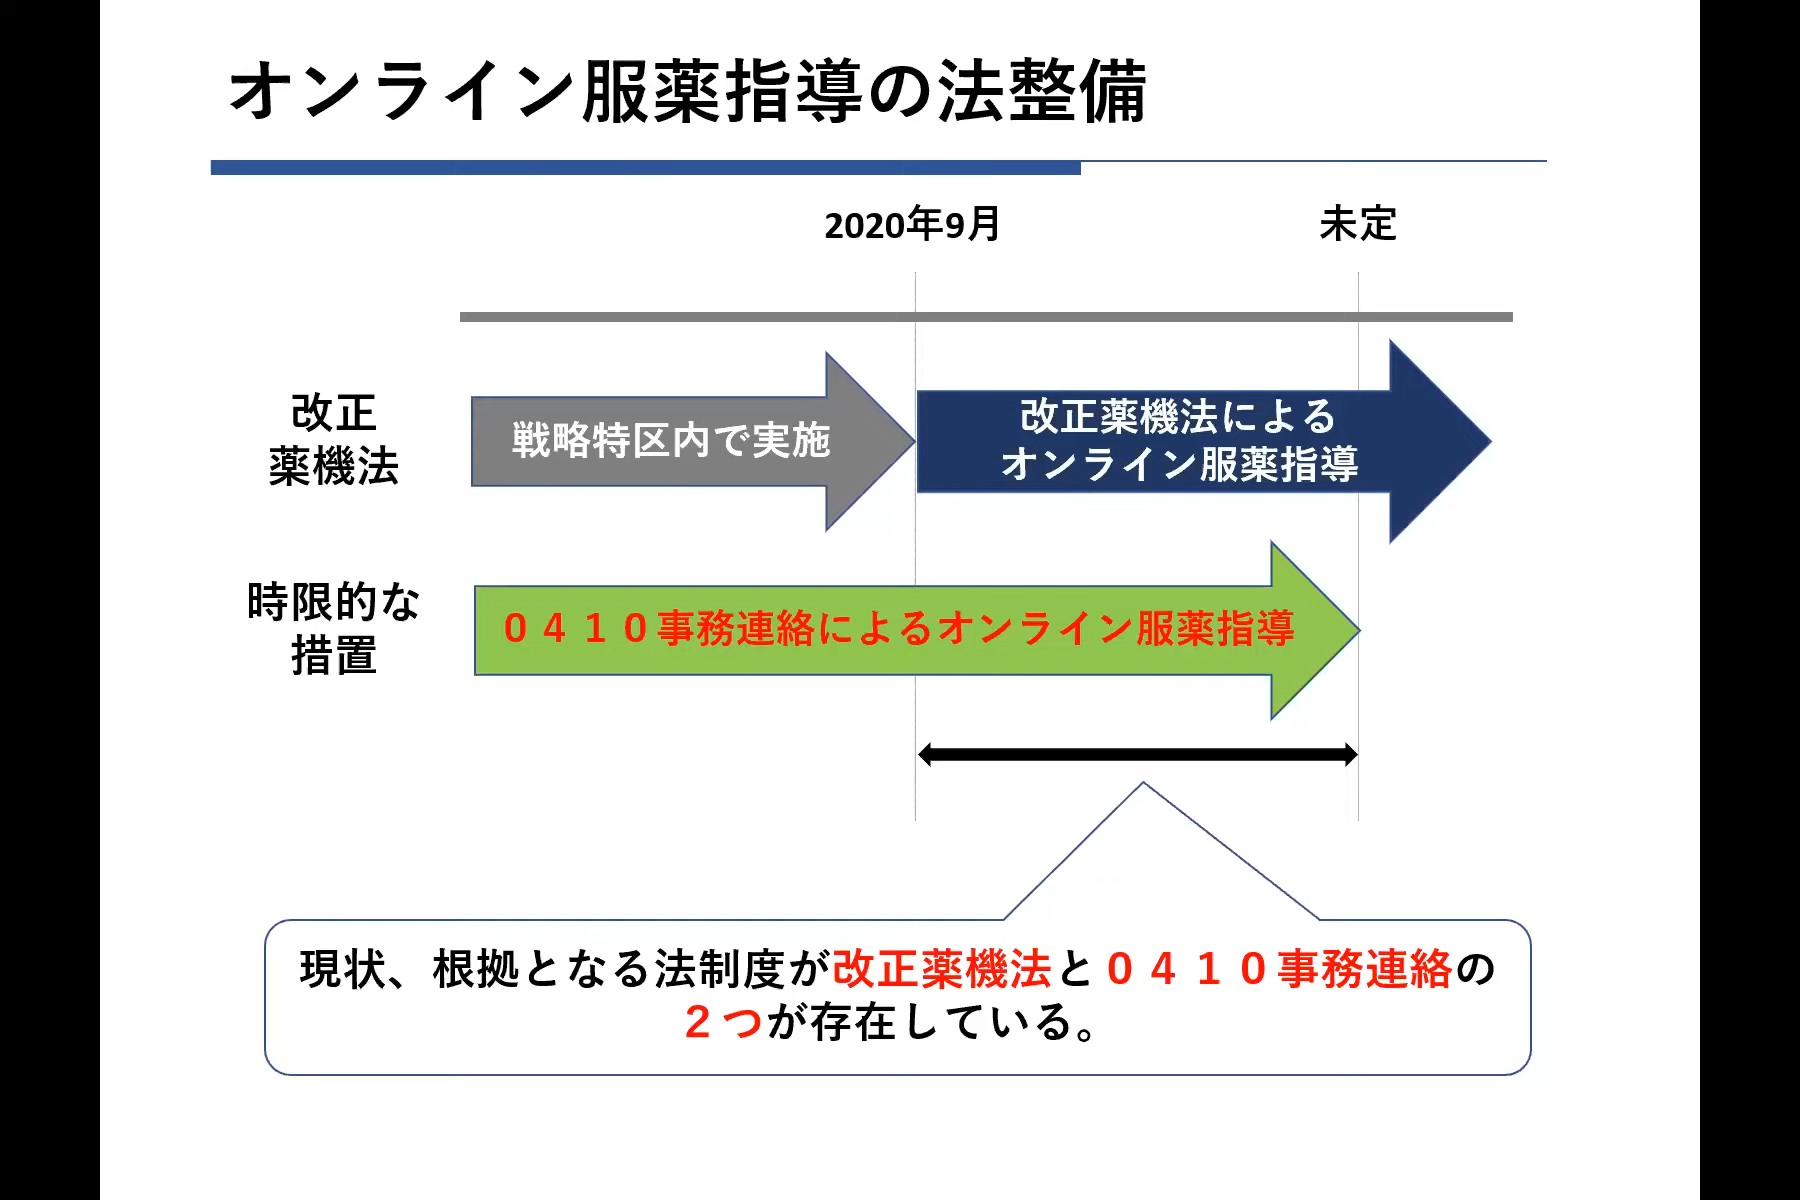 オンライン服薬指導の法整備
2020年9月
未定
改正
薬機法
戦略特区内で実施
改正薬機法による
オンライン服薬指導
時限的な
措置
０４１０事務連絡によるオンライン服薬指導
現状、根拠となる法制度が改正薬機法と０４１０事務連絡の
２つが存在している。